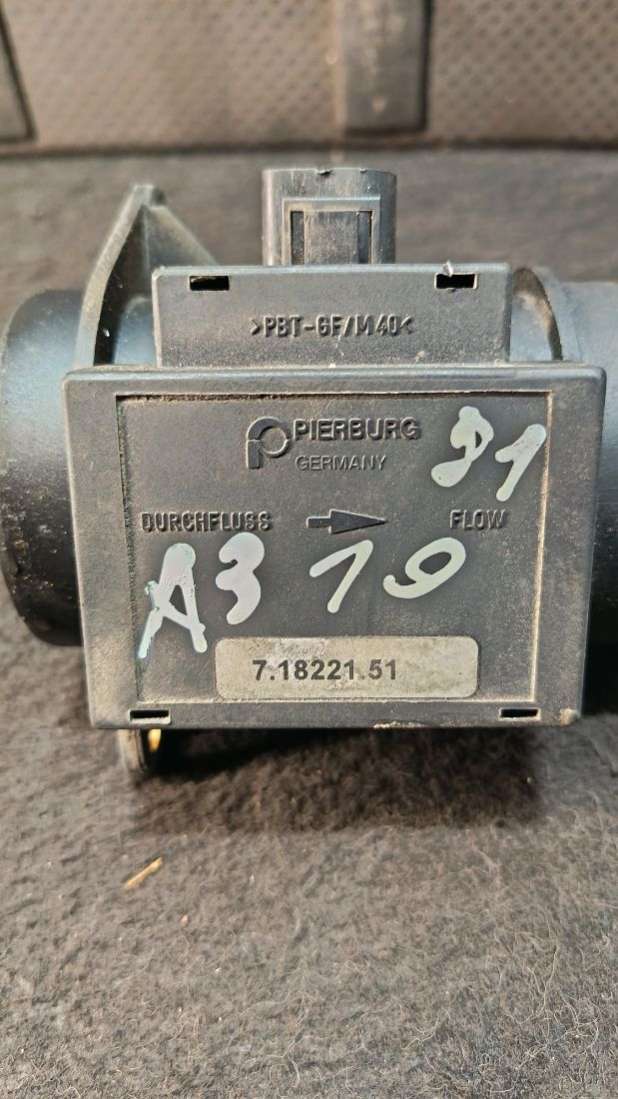 >PBT-GF/M40<
PIERBURG
GERMANY
91
DURCHFLUSS FLOW
A3 19
7.18221.51